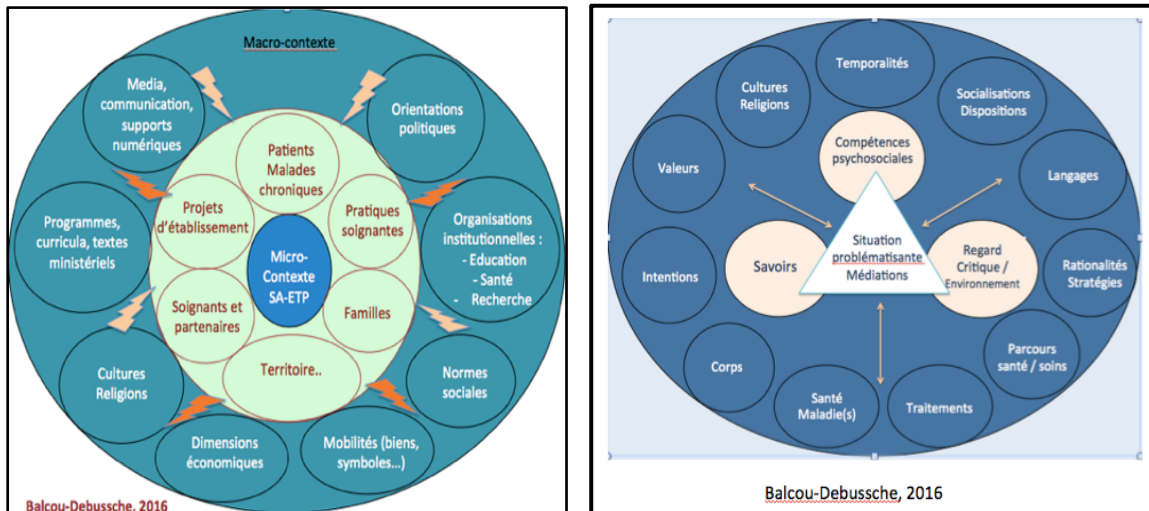 Macro-contexte
Media,
communication,
supports
numériques
Orientations
politiques
Patients
Malades
chroniques
Projets
d'établissement
Pratiques
soignantes
Programmes,
curricula, textes
ministériels
Organisations
institutionnelles :
- Education
- Santé
- Recherche
Micro-
Contexte
SA-ETP
Soignants et
partenaires
Familles
Territoire..
Cultures
Religions
Normes
sociales
Dimensions
économiques
Mobilités (biens,
symboles...)
Balcou-Debussche, 2016
Temporalités
Cultures
Religions
Socialisations
Dispositions
Compétences
psychosociales
Valeurs
Langages
Situation
problématisante
Médiations
Savoirs
Regard
Critique /
Environnement
Intentions
Rationalités
Stratégies
Corps
Parcours
santé / soins
Santé
Maladie(s)
Traitements
Balcou-Debussche, 2016